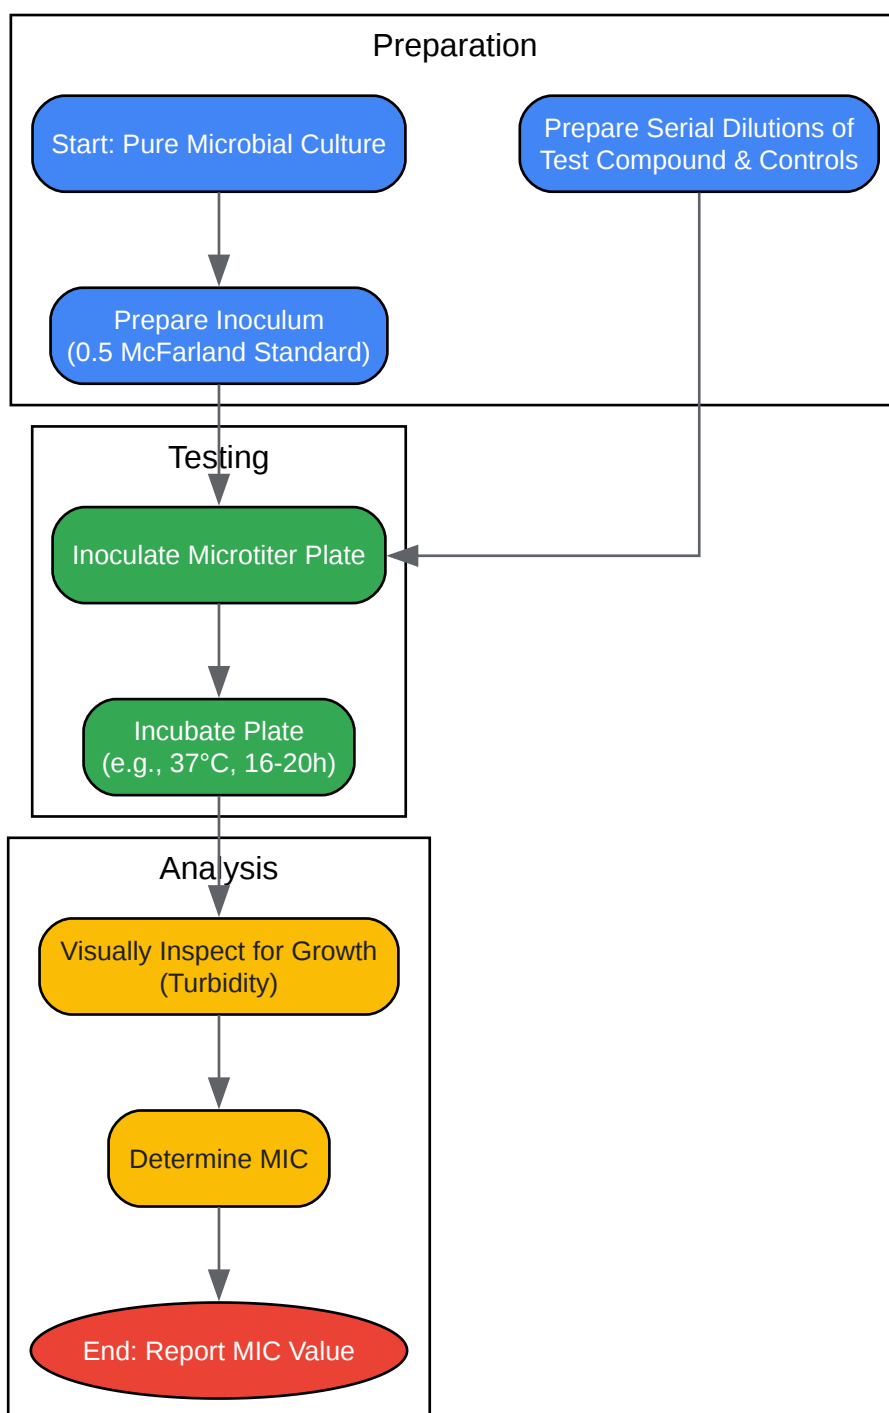 Preparation
Start: Pure Microbial Culture
Prepare Serial Dilutions of
Test Compound & Controls
Prepare Inoculum
(0.5 McFarland Standard)
Testing
Inoculate Microtiter Plate
Incubate Plate
(e.g., 37°C, 16-20h)
Analysis
Visually Inspect for Growth
(Turbidity)
Determine MIC
End: Report MIC Value